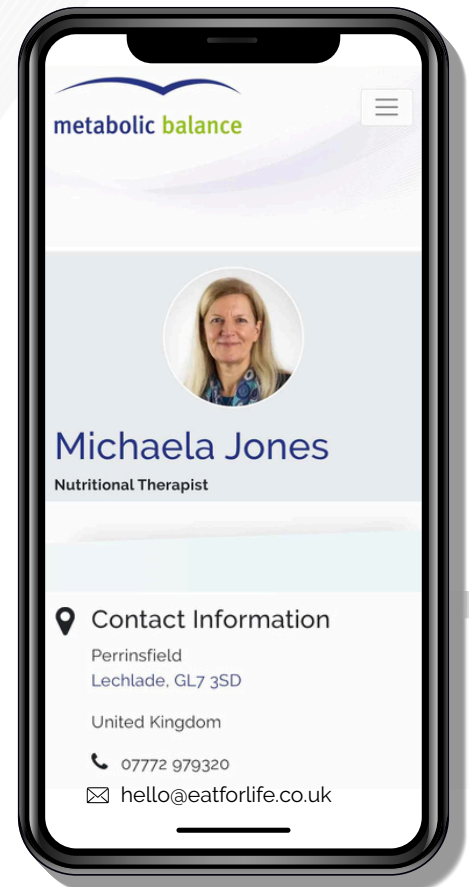 metabolic balance
Michaela Jones
Nutritional Therapist
Contact Information
Perrinsfield
Lechlade, GL7 3SD
United Kingdom
07772 979320
hello@eatforlife.co.uk